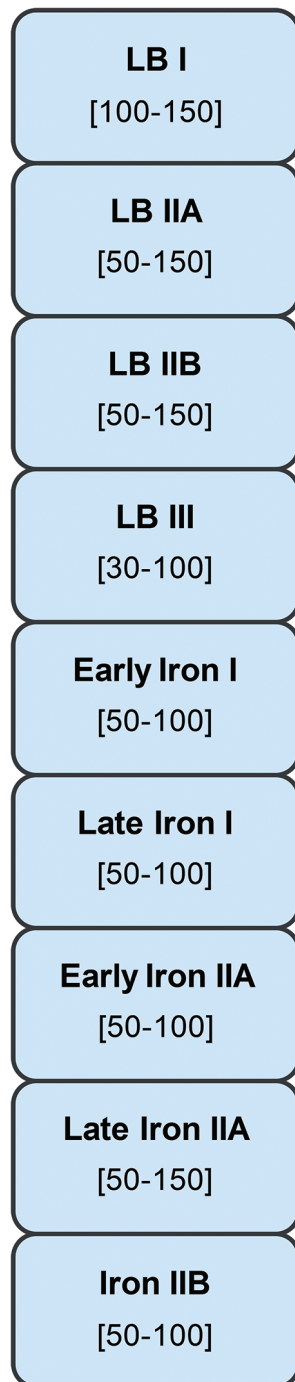 LB I
[100-150]
LB IIA
[50-150]
LB IIB
[50-150]
LB III
[30-100]
Early Iron I
[50-100]
Late Iron I
[50-100]
Early Iron IIA
[50-100]
Late Iron IIA
[50-150]
Iron IIB
[50-100]